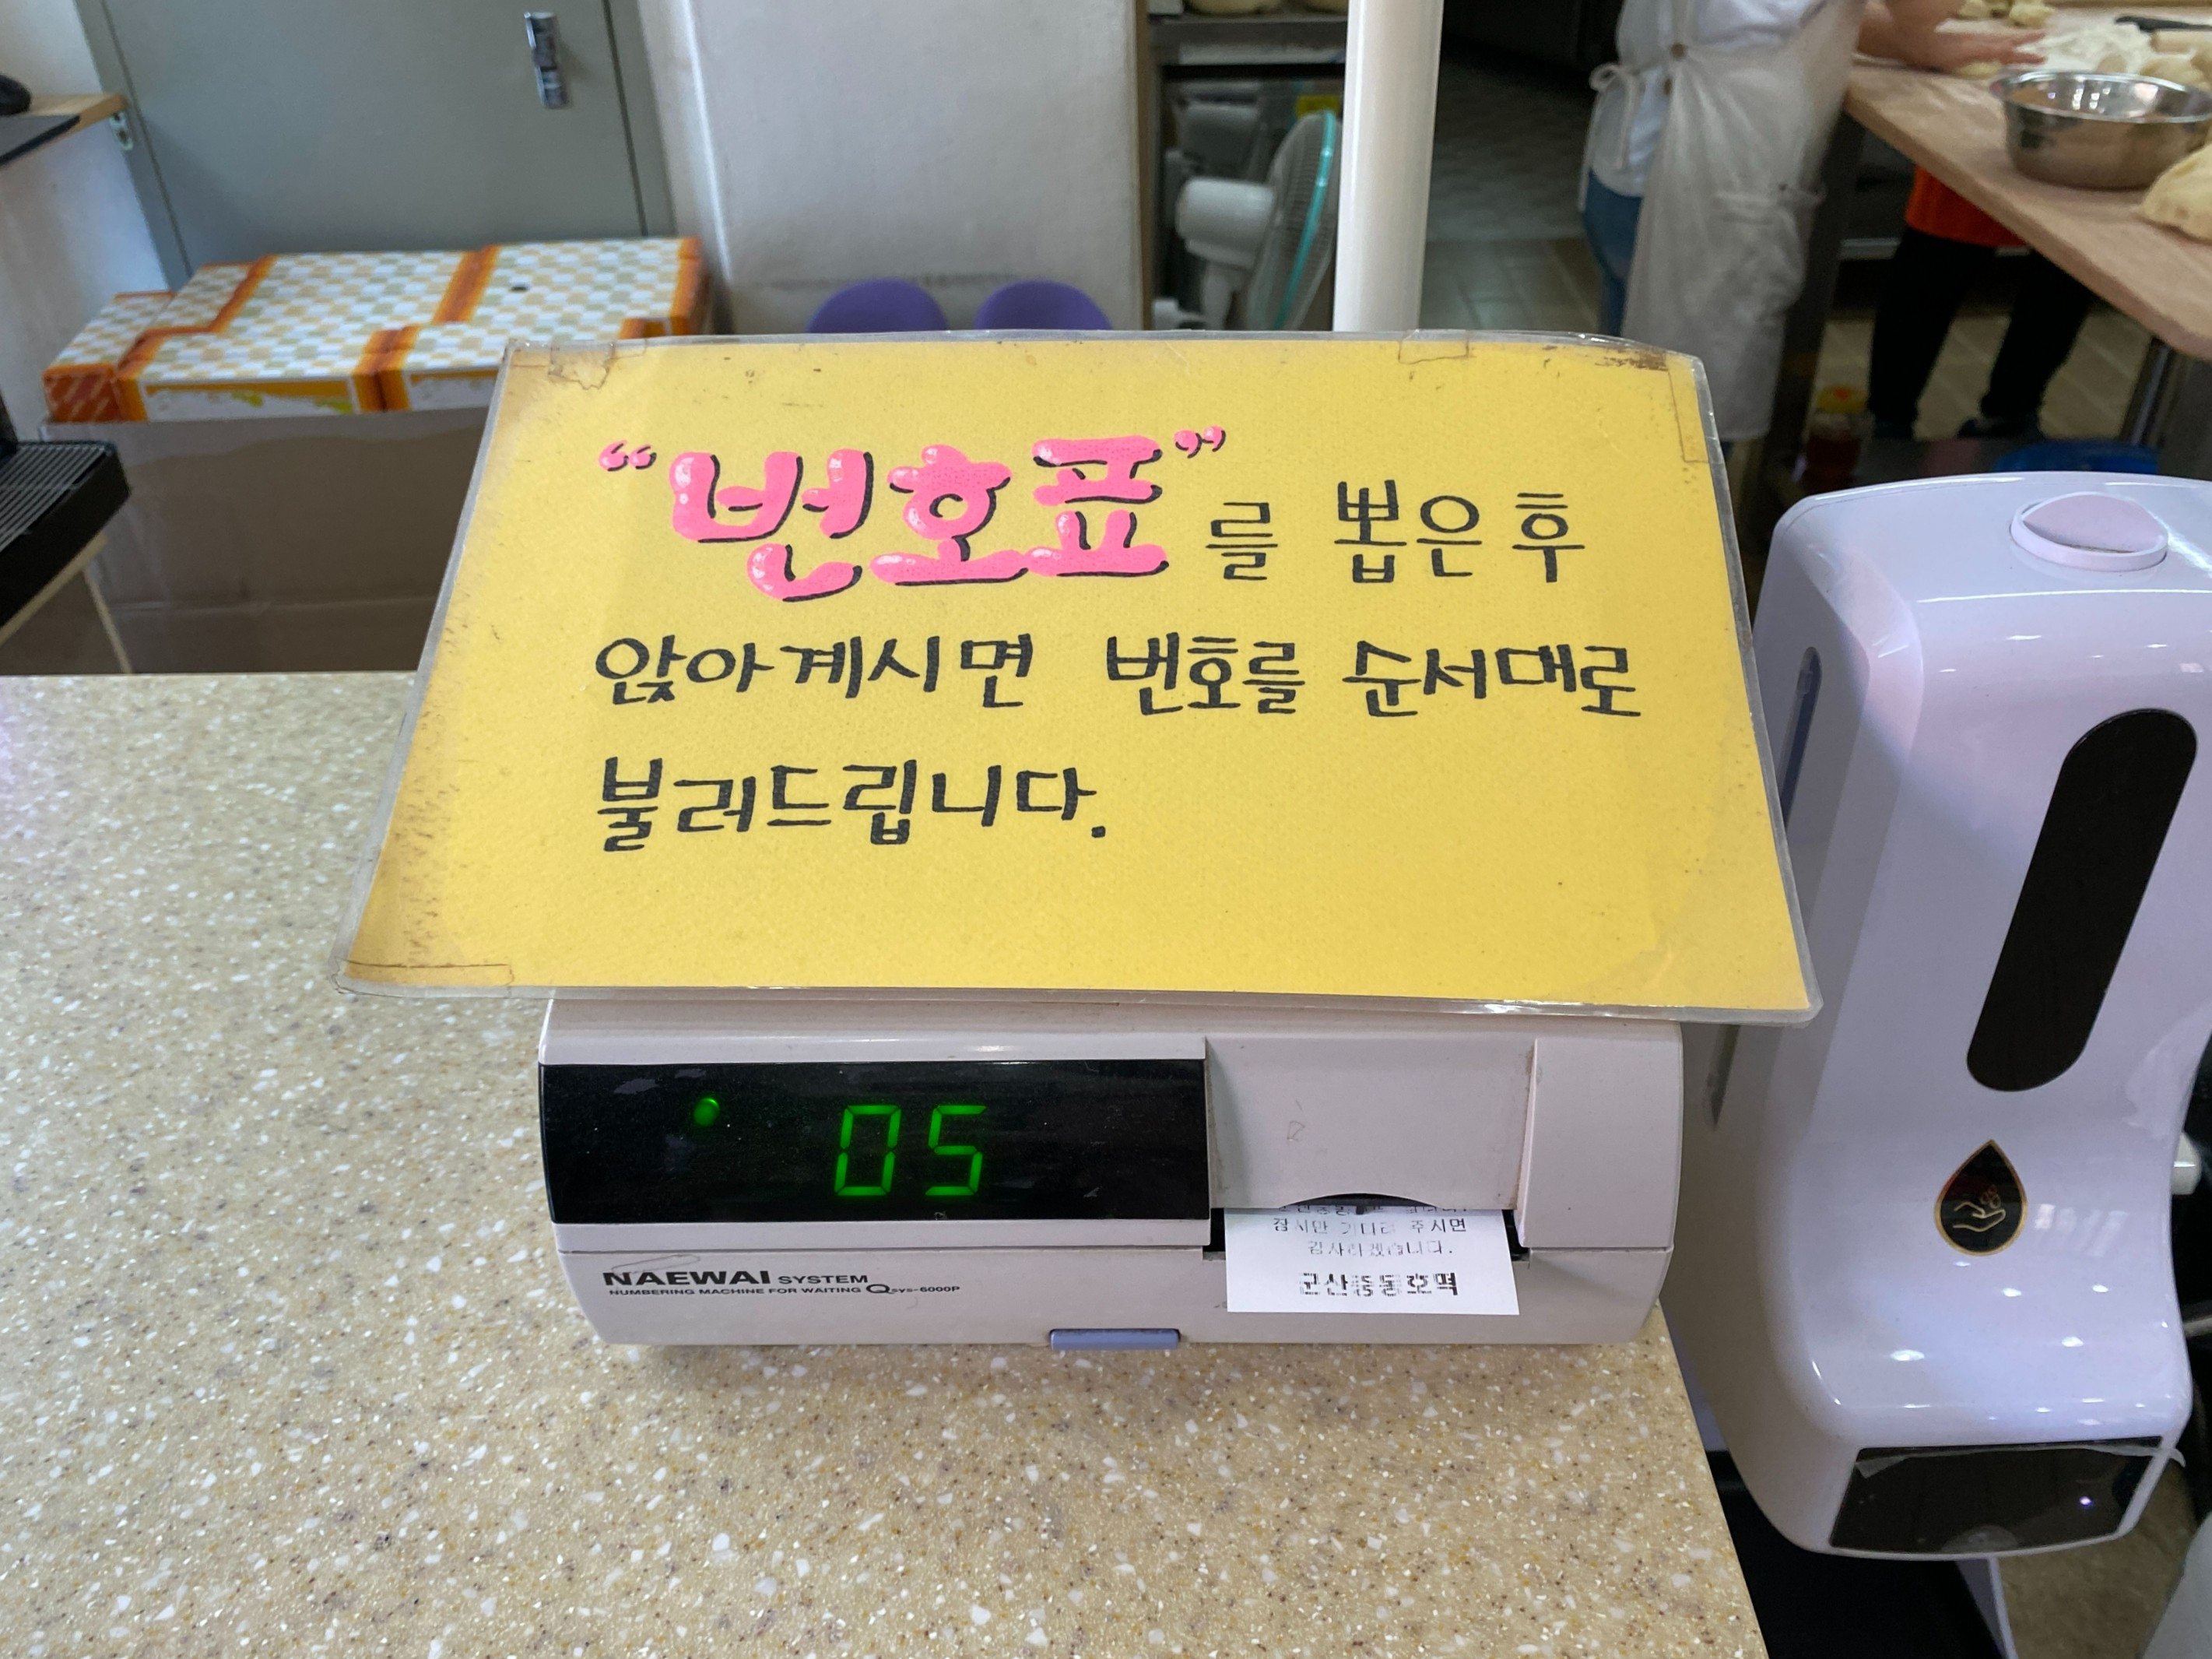 “번호표”를 뽑은 후
앉아계시면 번호를 순서대로
불러드립니다.
05
NAEWAI SYSTEM
NUMBERING MACHINE FOR WAITING Qsys-6000P
잠시만 기다려 주시면
감사하겠습니다.
군산중동호떡